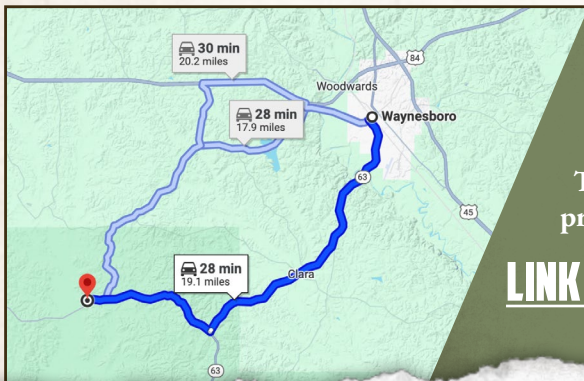 30 min
20.2 miles
84
Woodwards
28 min
17.9 miles
Waynesboro
63
45
28 min
19.1 miles
Clara
63
T
pr
LINK